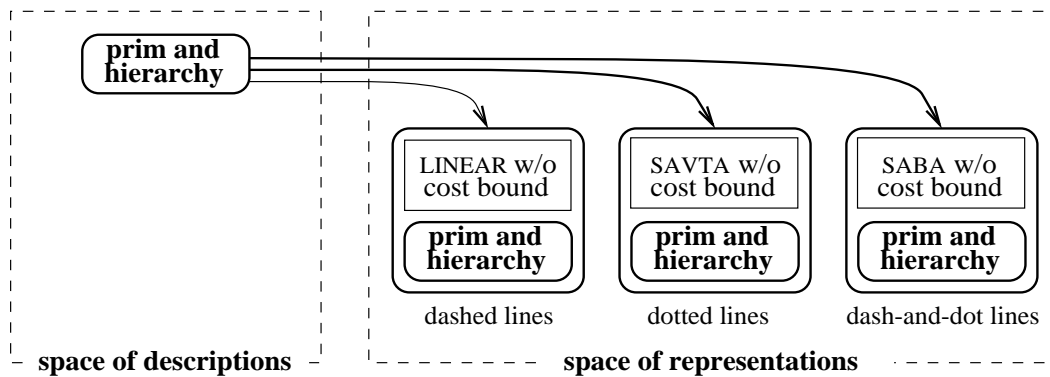 prim and
hierarchy
LINEAR w/o
cost bound
prim and
hierarchy
dashed lines
SAVTA w/o
cost bound
prim and
hierarchy
dotted lines
SABA w/o
cost bound
prim and
hierarchy
dash-and-dot lines
space of descriptions
space of representations